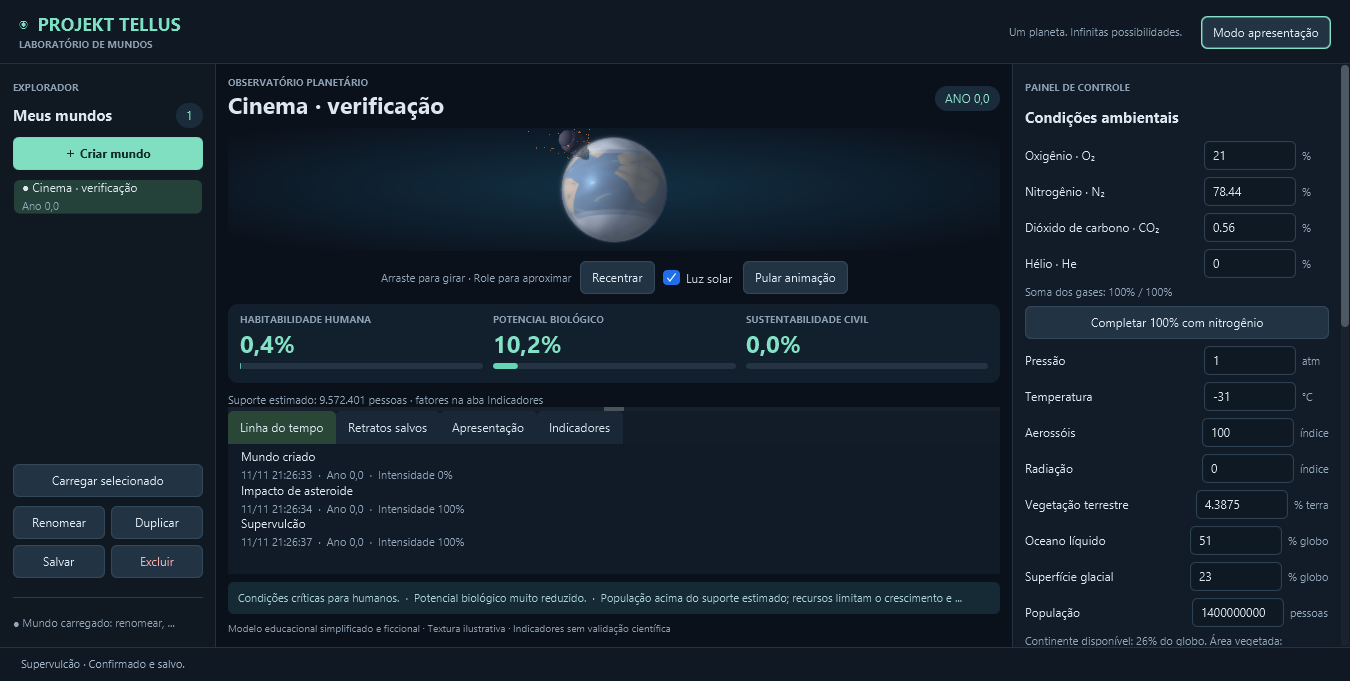 PROJEKT TELLUS
LABORATÓRIO DE MUNDOS
Um planeta. Infinitas possibilidades.
Modo apresentação
EXPLORADOR
Meus mundos
1
+ Criar mundo
● Cinema · verificação
Ano 0,0
Carregar selecionado
Renomear
Duplicar
Salvar
Excluir
● Mundo carregado: renomear, ...
OBSERVATÓRIO PLANETÁRIO
Cinema · verificação
ANO 0,0
Arraste para girar · Role para aproximar
Recentrar
Luz solar
Pular animação
HABITABILIDADE HUMANA
0,4%
POTENCIAL BIOLÓGICO
10,2%
SUSTENTABILIDADE CIVIL
0,0%
Suporte estimado: 9.572.401 pessoas · fatores na aba Indicadores
Linha do tempo
Retratos salvos
Apresentação
Indicadores
Mundo criado
11/11 21:26:33 · Ano 0,0 · Intensidade 0%
Impacto de asteroide
11/11 21:26:34 · Ano 0,0 · Intensidade 100%
Supervulcão
11/11 21:26:37 · Ano 0,0 · Intensidade 100%
Condições críticas para humanos. · Potencial biológico muito reduzido. · População acima do suporte estimado; recursos limitam o crescimento e ...
Modelo educacional simplificado e ficcional · Textura ilustrativa · Indicadores sem validação científica
PAINEL DE CONTROLE
Condições ambientais
Oxigênio · O₂ 21 %
Nitrogênio · N₂ 78.44 %
Dióxido de carbono · CO₂ 0.56 %
Hélio · He 0 %
Soma dos gases: 100% / 100%
Completar 100% com nitrogênio
Pressão 1 atm
Temperatura -31 °C
Aerossóis 100 índice
Radiação 0 índice
Vegetação terrestre 4.3875 % terra
Oceano líquido 51 % globo
Superfície glacial 23 % globo
População 1400000000 pessoas
Continente disponível: 26% do globo. Área vegetada:
Supervulcão · Confirmado e salvo.